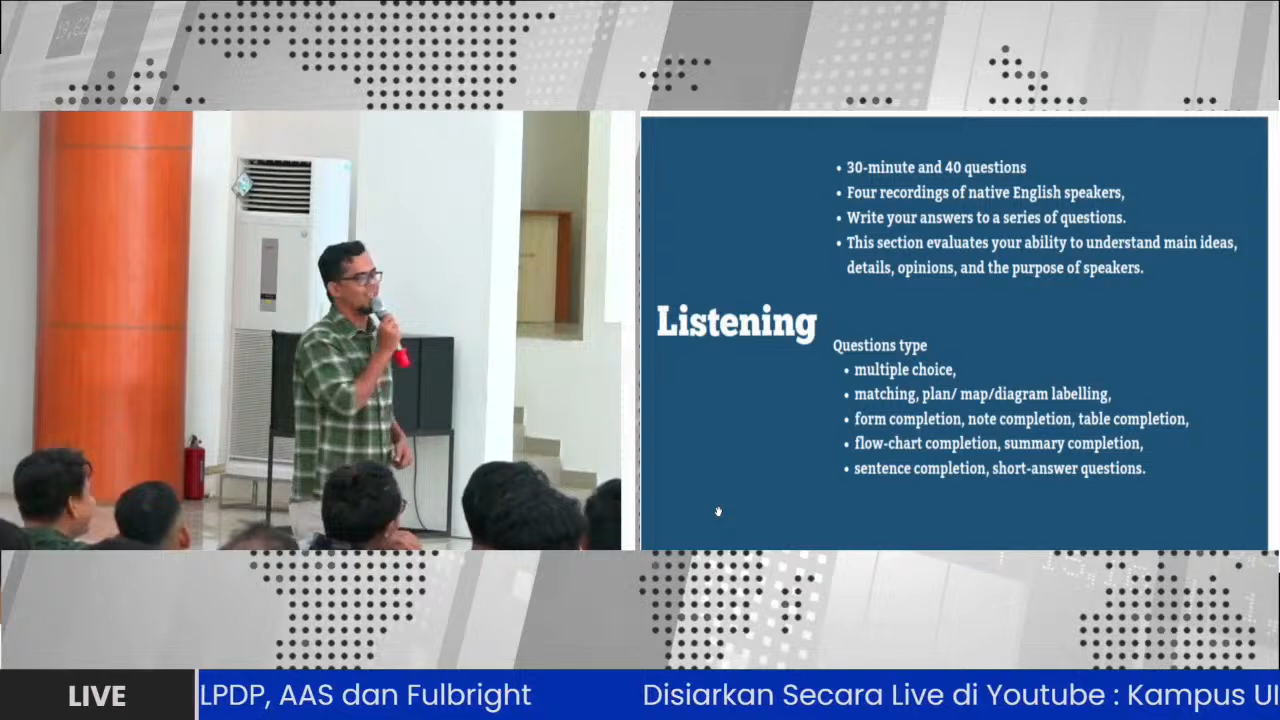 • 30-minute and 40 questions
• Four recordings of native English speakers,
• Write your answers to a series of questions.
• This section evaluates your ability to understand main ideas,
details, opinions, and the purpose of speakers.
Listening
Questions type
• multiple choice,
• matching, plan/ map/diagram labelling,
• form completion, note completion, table completion,
• flow-chart completion, summary completion,
• sentence completion, short-answer questions.
LIVE
LPDP, AAS dan Fulbright
Disiarkan Secara Live di Youtube : Kampus UI